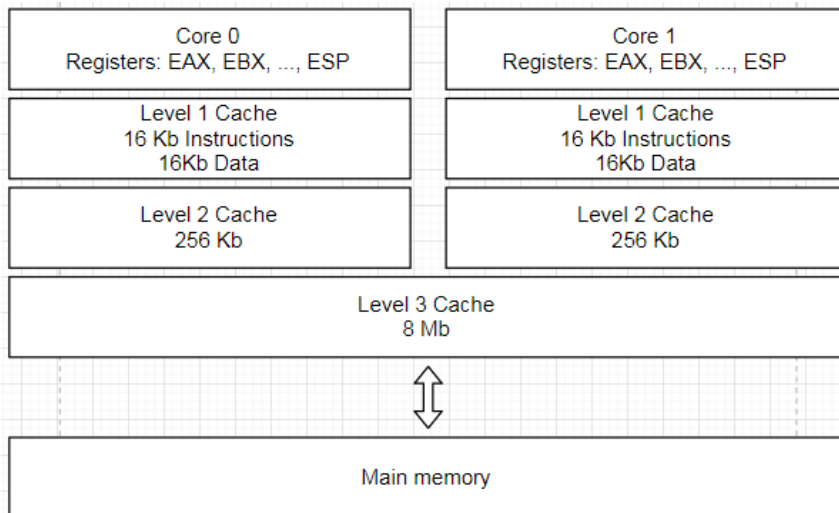 Core 0
Registers: EAX, EBX, ..., ESP
Core 1
Registers: EAX, EBX, ..., ESP
Level 1 Cache
16 Kb Instructions
16Kb Data
Level 1 Cache
16 Kb Instructions
16Kb Data
Level 2 Cache
256 Kb
Level 2 Cache
256 Kb
Level 3 Cache
8 Mb
Main memory